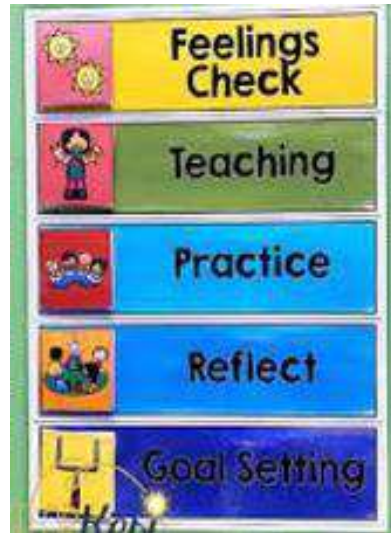 Feelings
Check
Teaching
Practice
Reflect
Goal Setting